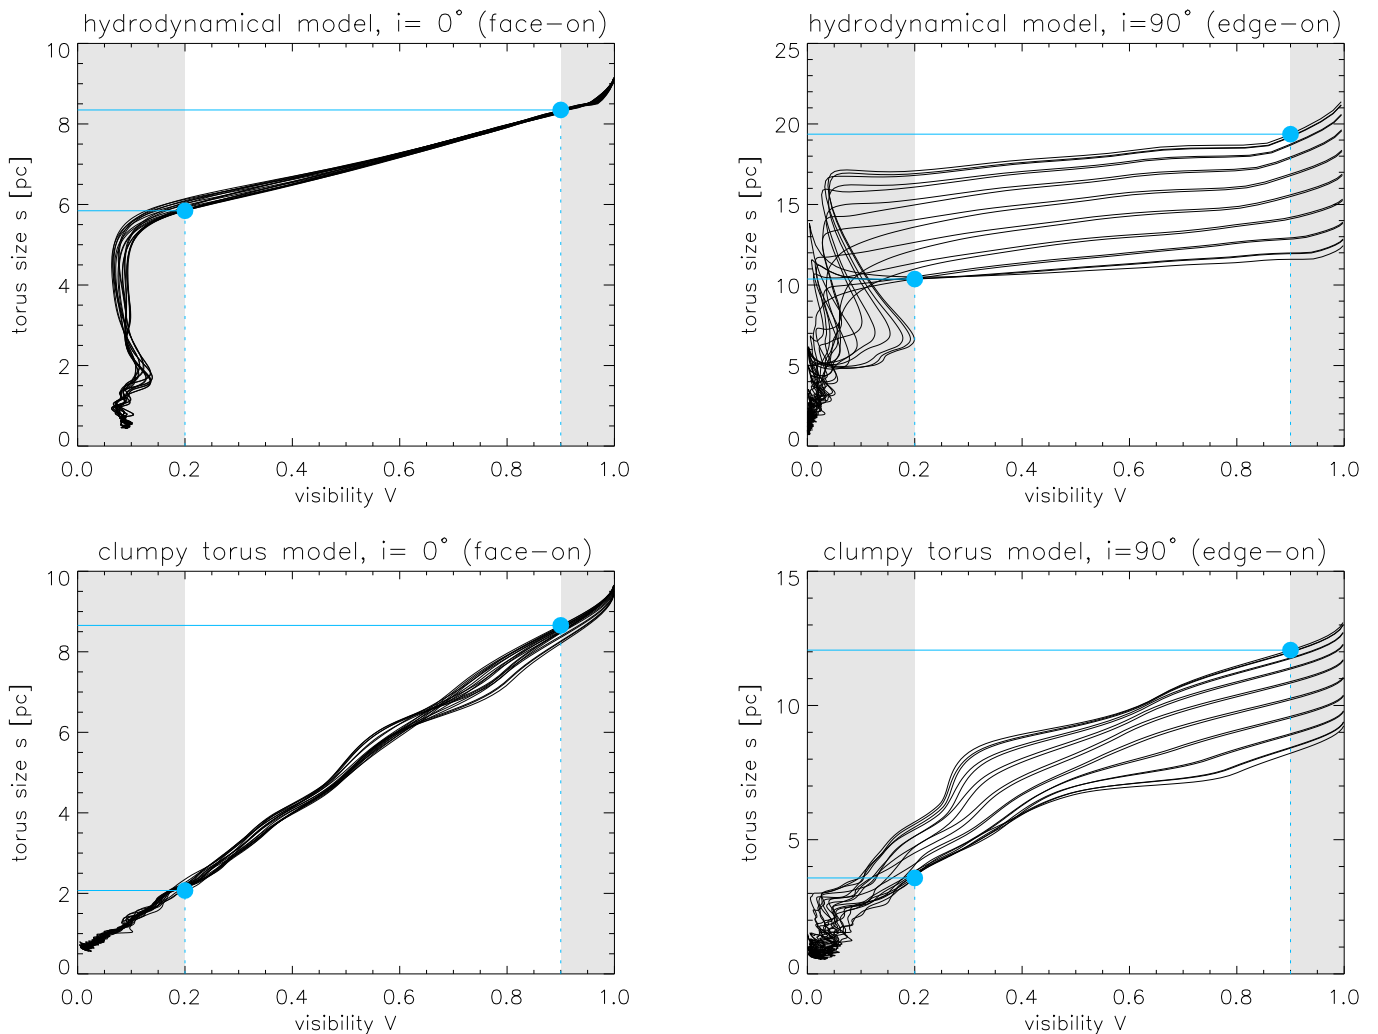 hydrodynamical model, i= 0° (face-on)
10
8
6
4
2
0
torus size s [pc]
0.0 0.2 0.4 0.6 0.8 1.0
visibility V
hydrodynamical model, i=90° (edge-on)
25
20
15
10
5
0
torus size s [pc]
0.0 0.2 0.4 0.6 0.8 1.0
visibility V
clumpy torus model, i= 0° (face-on)
10
8
6
4
2
0
torus size s [pc]
0.0 0.2 0.4 0.6 0.8 1.0
visibility V
clumpy torus model, i=90° (edge-on)
15
10
5
0
torus size s [pc]
0.0 0.2 0.4 0.6 0.8 1.0
visibility V